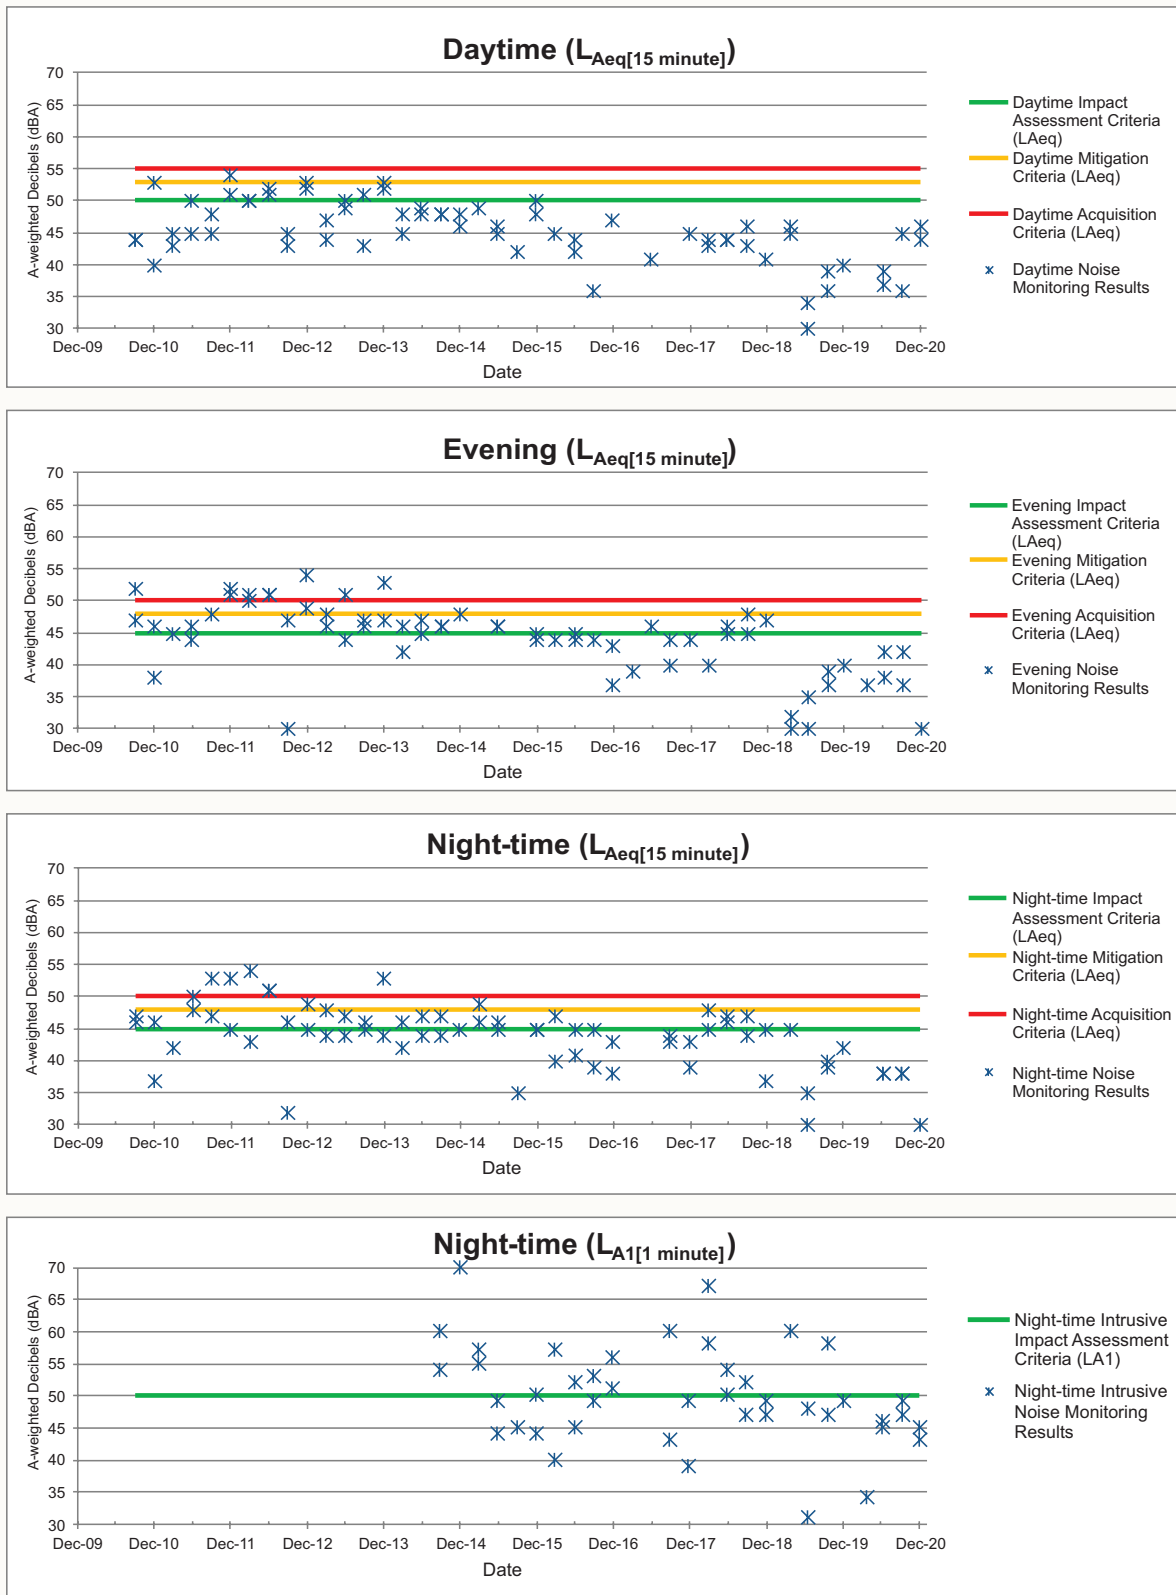 Daytime (LAeq[15 minute])
A-weighted Decibels (dBA)
70
65
60
55
50
45
40
35
30
Dec-09 Dec-10 Dec-11 Dec-12 Dec-13 Dec-14 Dec-15 Dec-16 Dec-17 Dec-18 Dec-19 Dec-20
Date
Daytime Impact
Assessment Criteria
(LAeq)
Daytime Mitigation
Criteria (LAeq)
Daytime Acquisition
Criteria (LAeq)
Daytime Noise
Monitoring Results
Evening (LAeq[15 minute])
A-weighted Decibels (dBA)
70
65
60
55
50
45
40
35
30
Dec-09 Dec-10 Dec-11 Dec-12 Dec-13 Dec-14 Dec-15 Dec-16 Dec-17 Dec-18 Dec-19 Dec-20
Date
Evening Impact
Assessment Criteria
(LAeq)
Evening Mitigation
Criteria (LAeq)
Evening Acquisition
Criteria (LAeq)
Evening Noise
Monitoring Results
Night-time (LAeq[15 minute])
A-weighted Decibels (dBA)
70
65
60
55
50
45
40
35
30
Dec-09 Dec-10 Dec-11 Dec-12 Dec-13 Dec-14 Dec-15 Dec-16 Dec-17 Dec-18 Dec-19 Dec-20
Date
Night-time Impact
Assessment Criteria
(LAeq)
Night-time Mitigation
Criteria (LAeq)
Night-time Acquisition
Criteria (LAeq)
Night-time Noise
Monitoring Results
Night-time (LA1[1 minute])
A-weighted Decibels (dBA)
70
65
60
55
50
45
40
35
30
Dec-09 Dec-10 Dec-11 Dec-12 Dec-13 Dec-14 Dec-15 Dec-16 Dec-17 Dec-18 Dec-19 Dec-20
Date
Night-time Intrusive
Impact Assessment
Criteria (LA1)
Night-time Intrusive
Noise Monitoring
Results